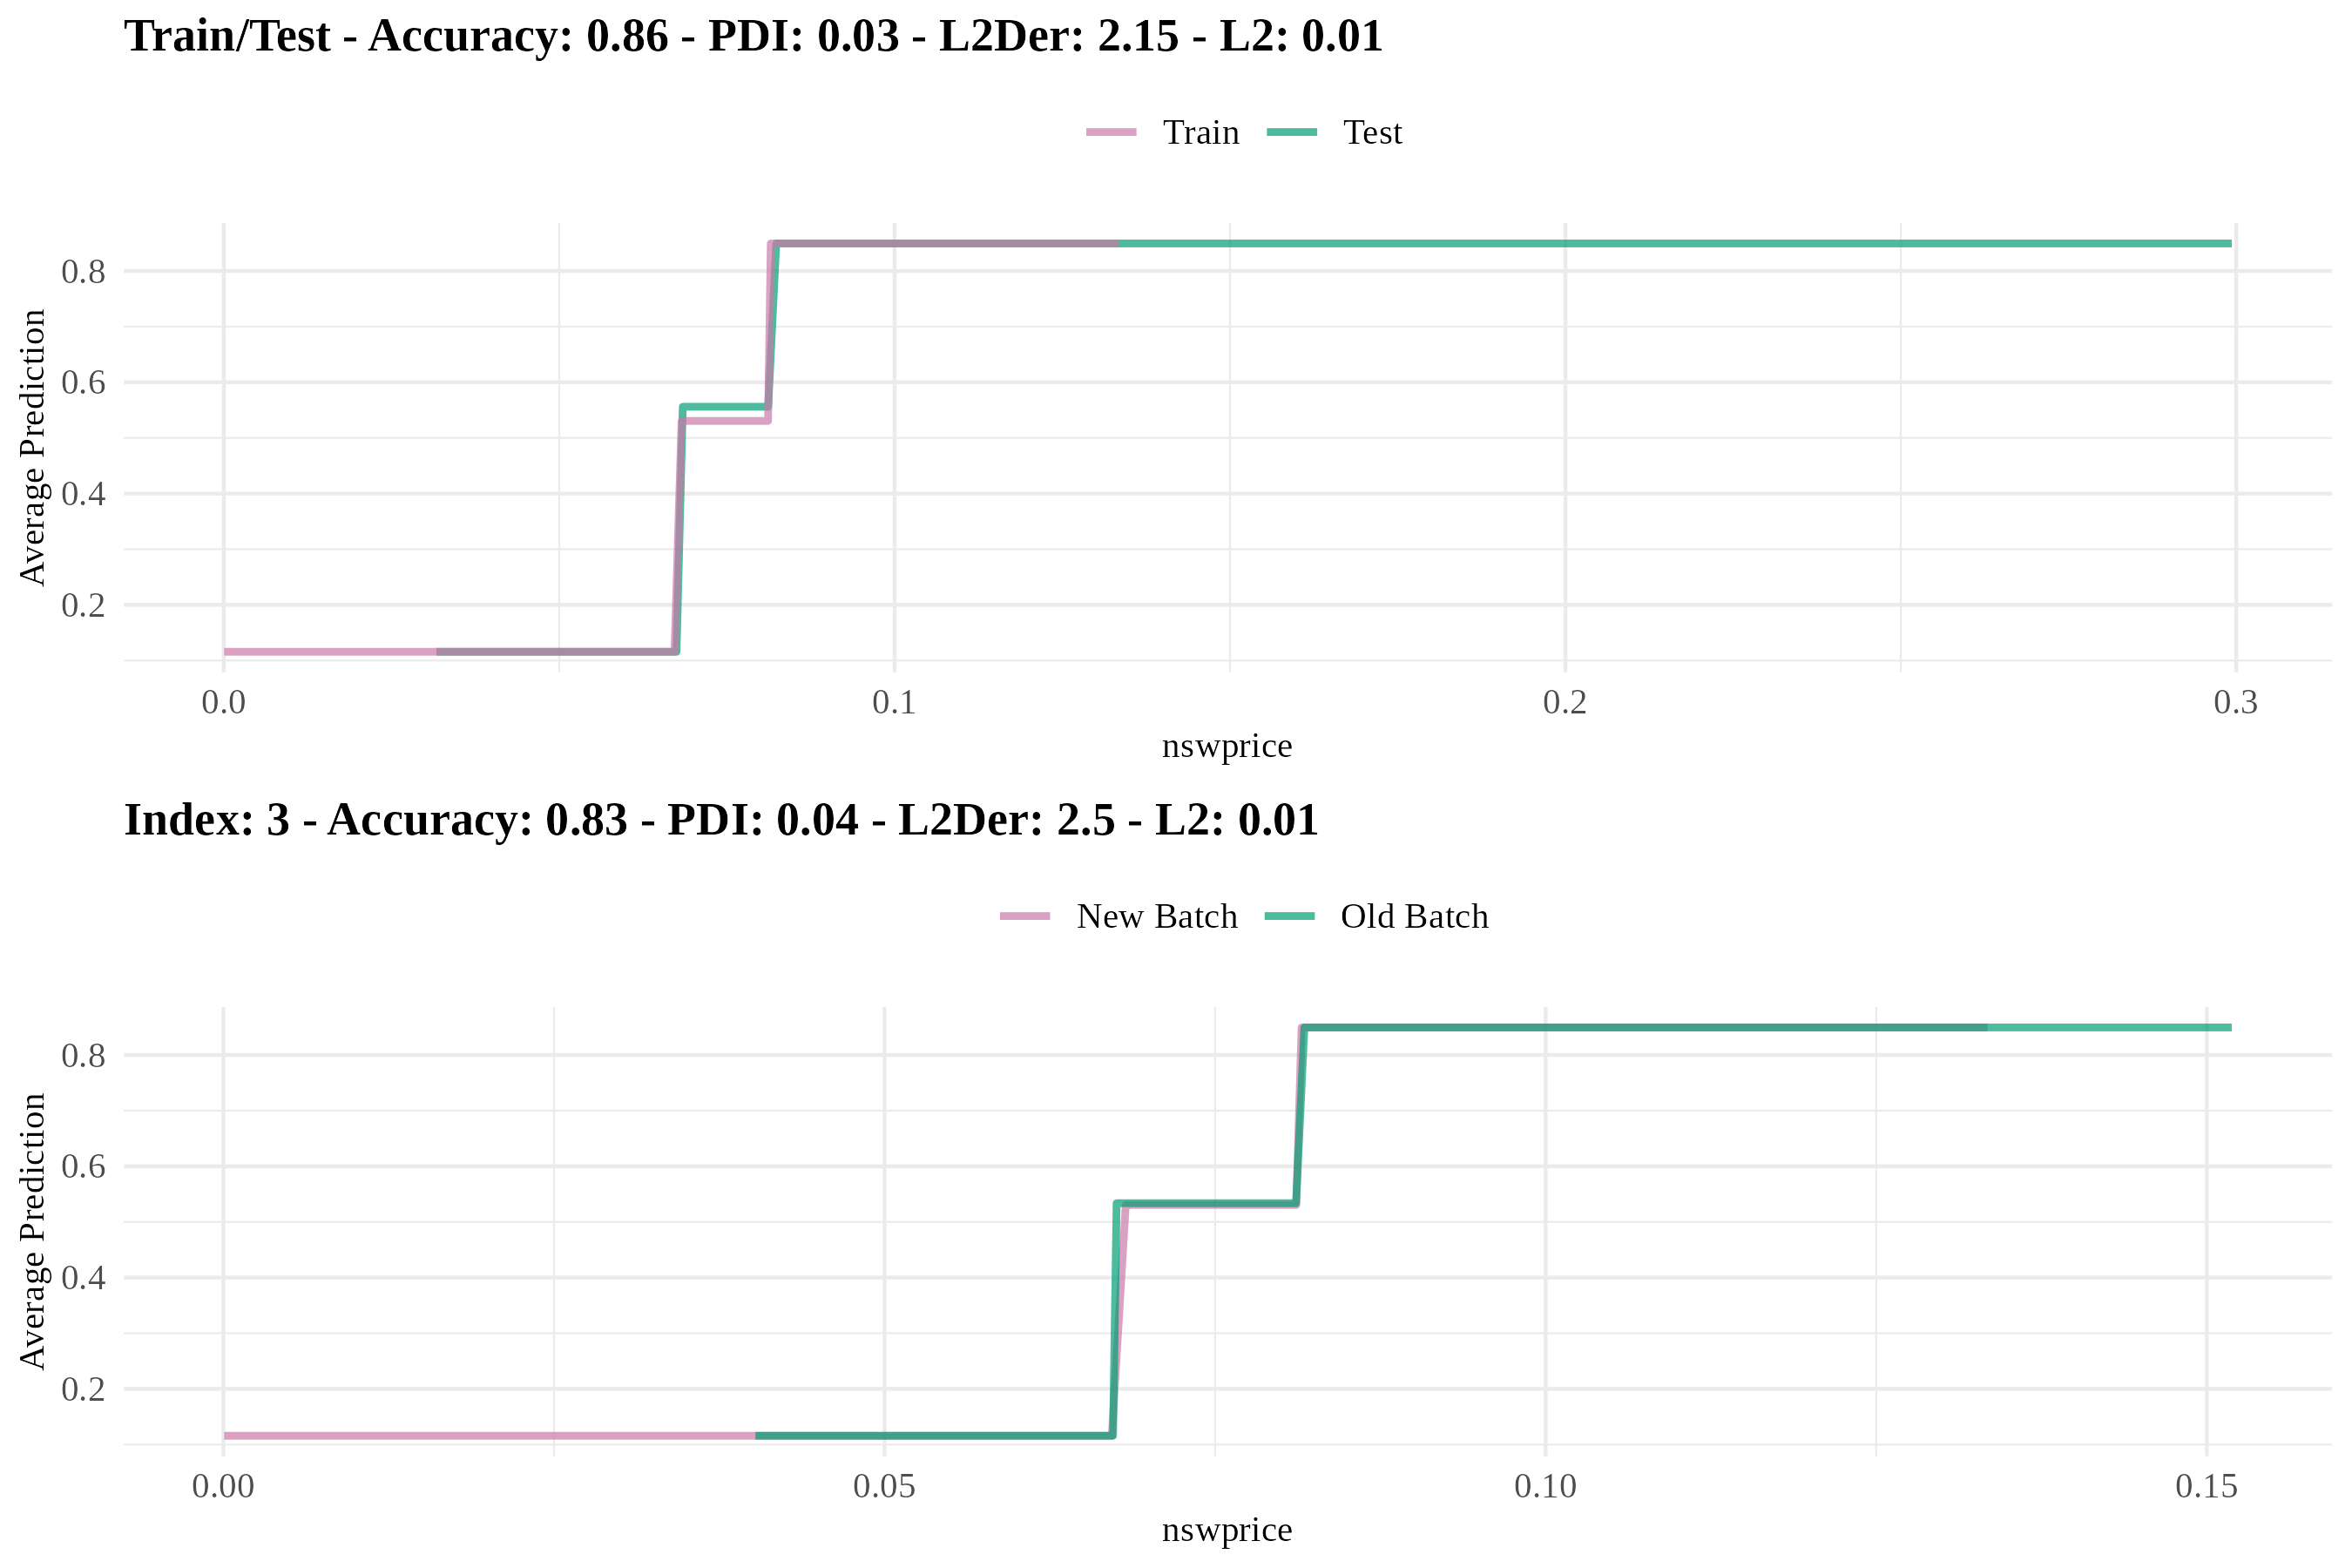 Train/Test - Accuracy: 0.86 - PDI: 0.03 - L2Der: 2.15 - L2: 0.01
Train Test
Average Prediction
0.8
0.6
0.4
0.2
0.0 0.1 0.2 0.3
nswprice
Index: 3 - Accuracy: 0.83 - PDI: 0.04 - L2Der: 2.5 - L2: 0.01
New Batch Old Batch
Average Prediction
0.8
0.6
0.4
0.2
0.00 0.05 0.10 0.15
nswprice